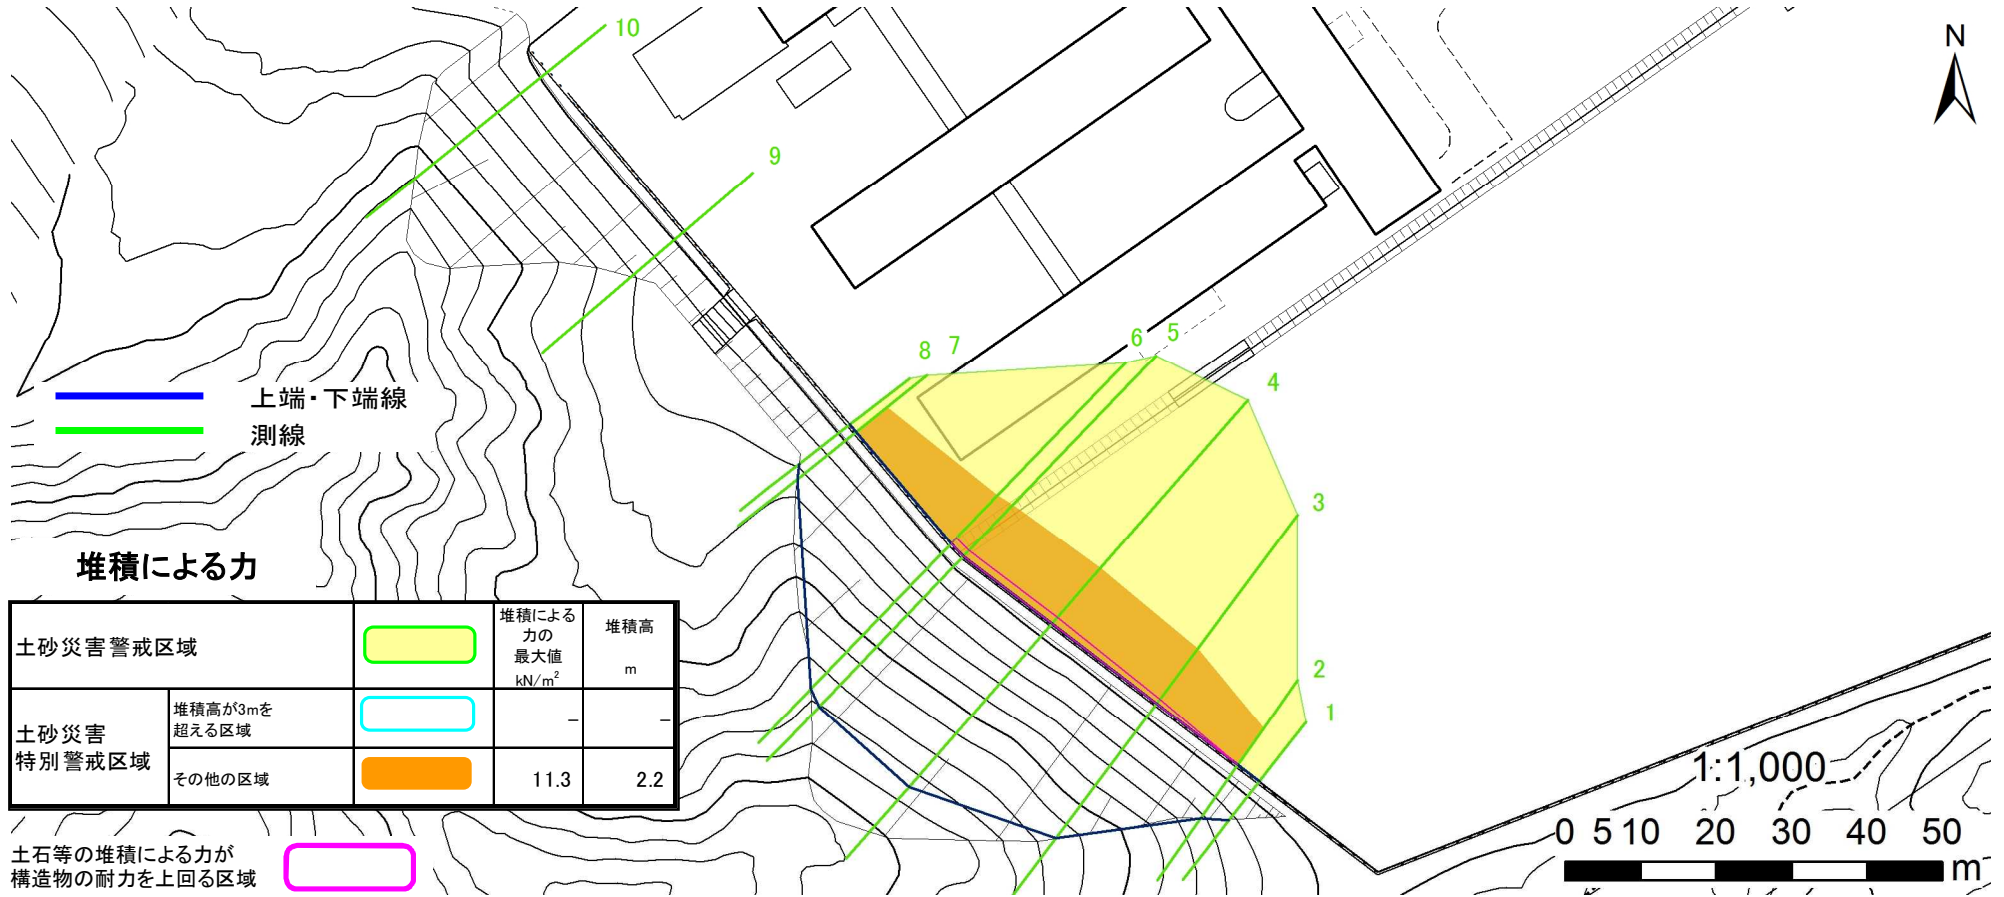 10
N
9
8
7
6
5
4
3
2
1
上端・下端線
測線
堆積による力
堆積による
力の
最大値
kN/m²
堆積高
m
土砂災害警戒区域
土砂災害
特別警戒区域
堆積高が3mを
超える区域
－
－
その他の区域
11.3
2.2
土石等の堆積による力が
構造物の耐力を上回る区域
1:1,000
0 5 10 20 30 40 50
m